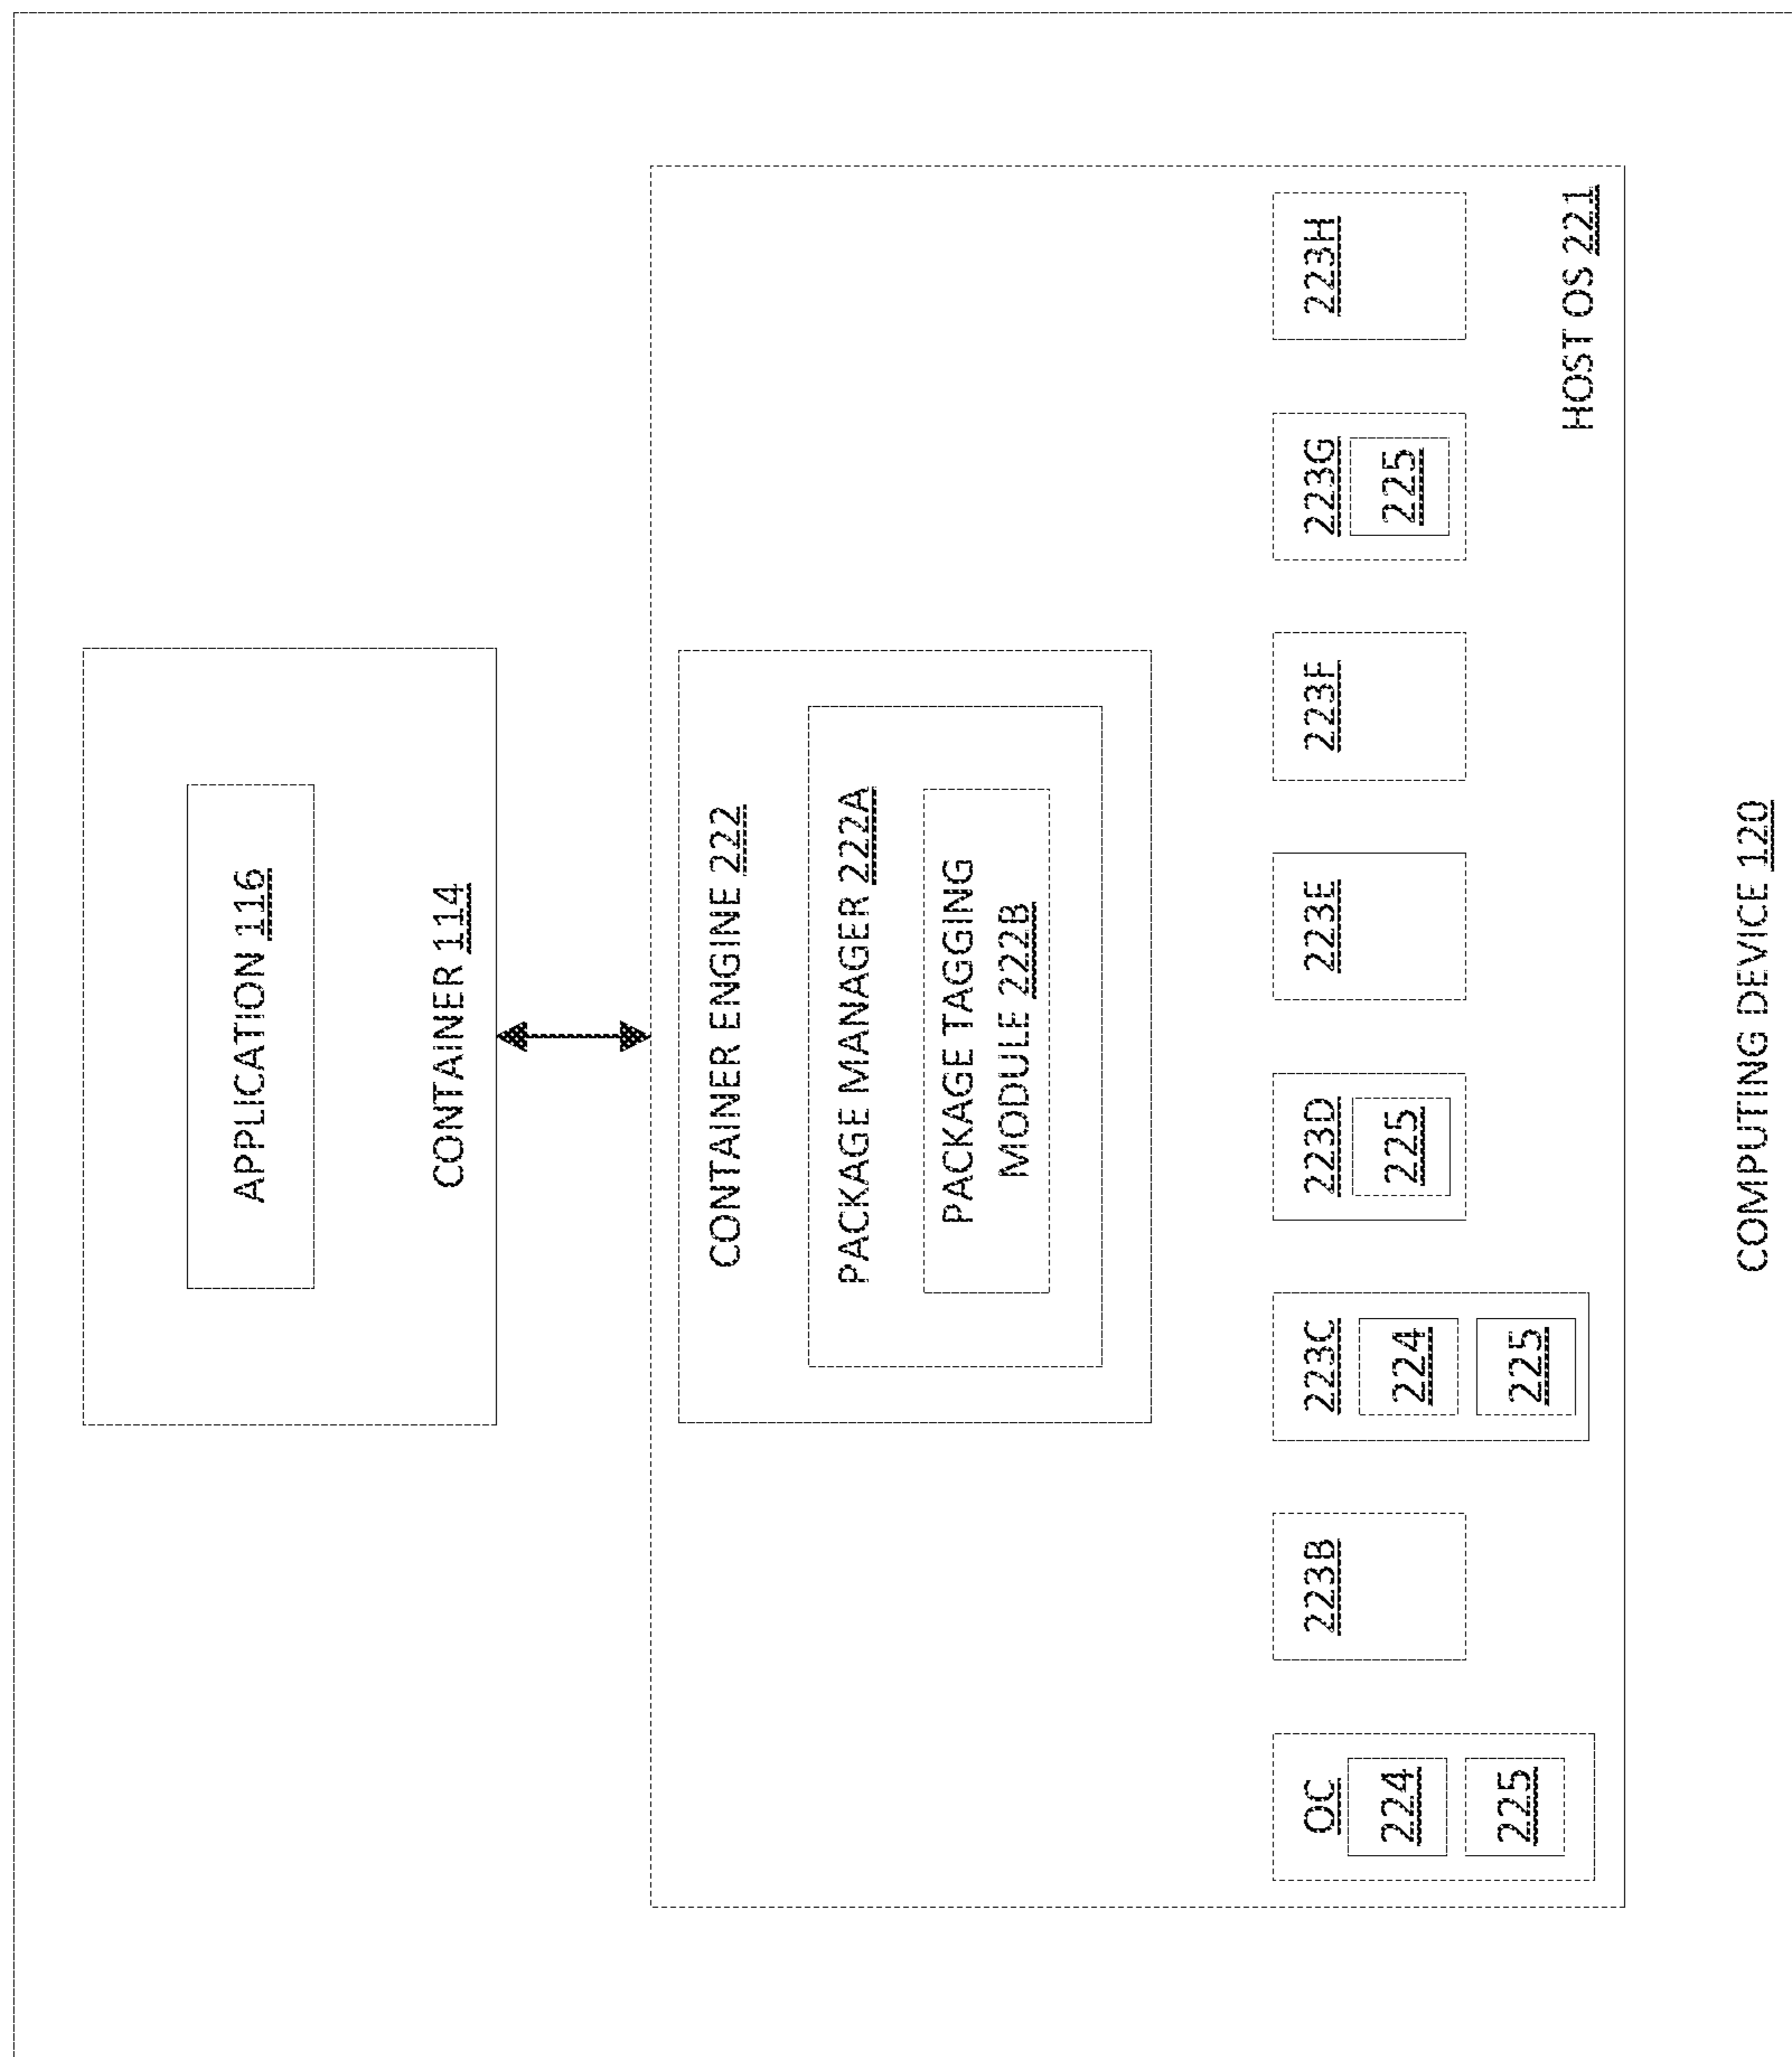 APPLICATION 116
CONTAINER 114
CONTAINER ENGINE 222
PACKAGE MANAGER 222A
PACKAGE TAGGING
MODULE 222B
OC
224
225
223B
223C
224
225
223D
225
223E
223F
223G
225
223H
HOST OS 221
COMPUTING DEVICE 120